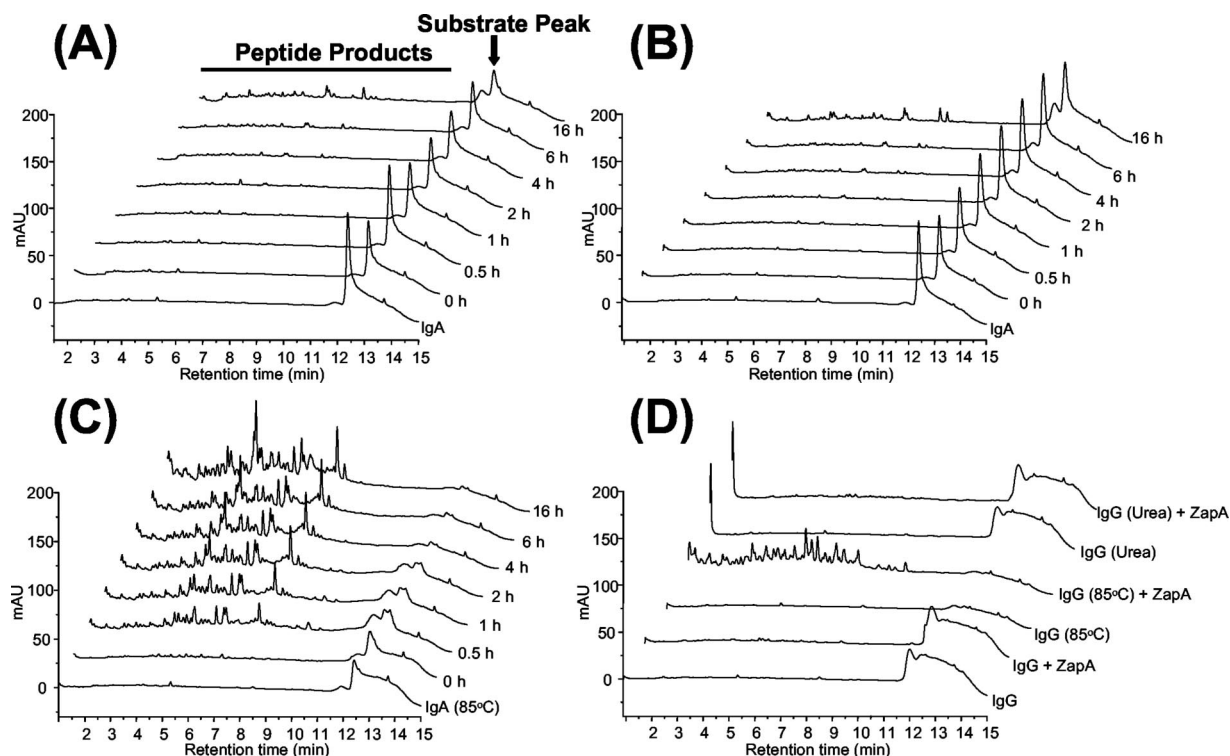 (A)
Peptide Products
Substrate Peak
200
150
100
50
0
mAU
16 h
6 h
4 h
2 h
1 h
0.5 h
0 h
IgA
2 3 4 5 6 7 8 9 10 11 12 13 14 15
Retention time (min)
(B)
200
150
100
50
0
mAU
16 h
6 h
4 h
2 h
1 h
0.5 h
0 h
IgA
2 3 4 5 6 7 8 9 10 11 12 13 14 15
Retention time (min)
(C)
200
150
100
50
0
mAU
16 h
6 h
4 h
2 h
1 h
0.5 h
0 h
IgA (85ºC)
2 3 4 5 6 7 8 9 10 11 12 13 14 15
Retention time (min)
(D)
200
150
100
50
0
mAU
IgG (Urea) + ZapA
IgG (Urea)
IgG (85ºC) + ZapA
IgG (85ºC)
IgG + ZapA
IgG
2 3 4 5 6 7 8 9 10 11 12 13 14 15
Retention time (min)